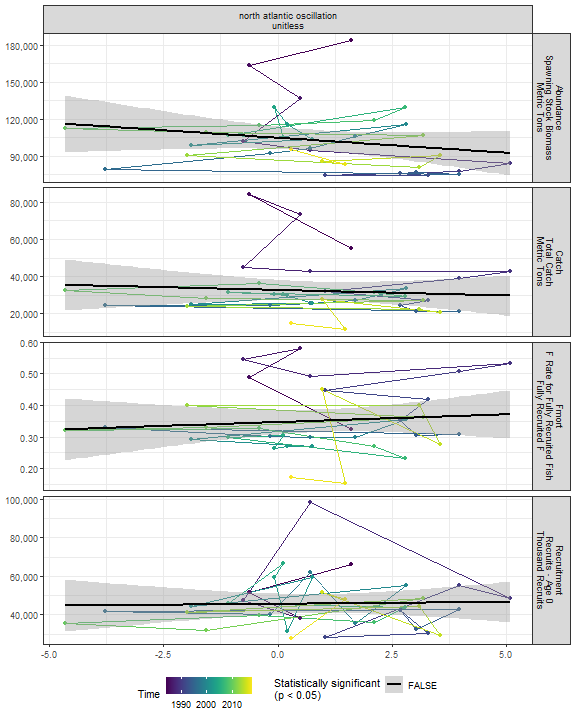 north atlantic oscillation
unitless
180,000
150,000
120,000
90,000
Abundance
Spawning Stock Biomass
Metric Tons
80,000
60,000
40,000
20,000
Catch
Total Catch
Metric Tons
0.60
0.50
0.40
0.30
0.20
Fmort
F Rate for Fully Recruited Fish
Fully Recruited F
100,000
80,000
60,000
40,000
Recruitment
Recruits - Age 0
Thousand Recruits
-5.0
-2.5
0.0
2.5
5.0
Time
1990 2000 2010
Statistically significant
(p < 0.05)
FALSE